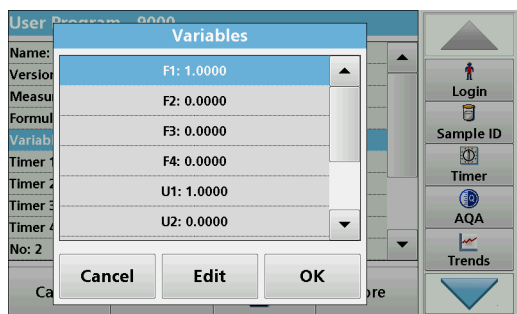 User Program 9000
Variables
Name:
Version
Measu
Formul
Variab
Timer 1
Timer 2
Timer 3
Timer 4
No: 2
F1: 1.0000
F2: 0.0000
F3: 0.0000
F4: 0.0000
U1: 1.0000
U2: 0.0000
Cancel
Edit
OK
Ca
ore
Login
Sample ID
Timer
AQA
Trends